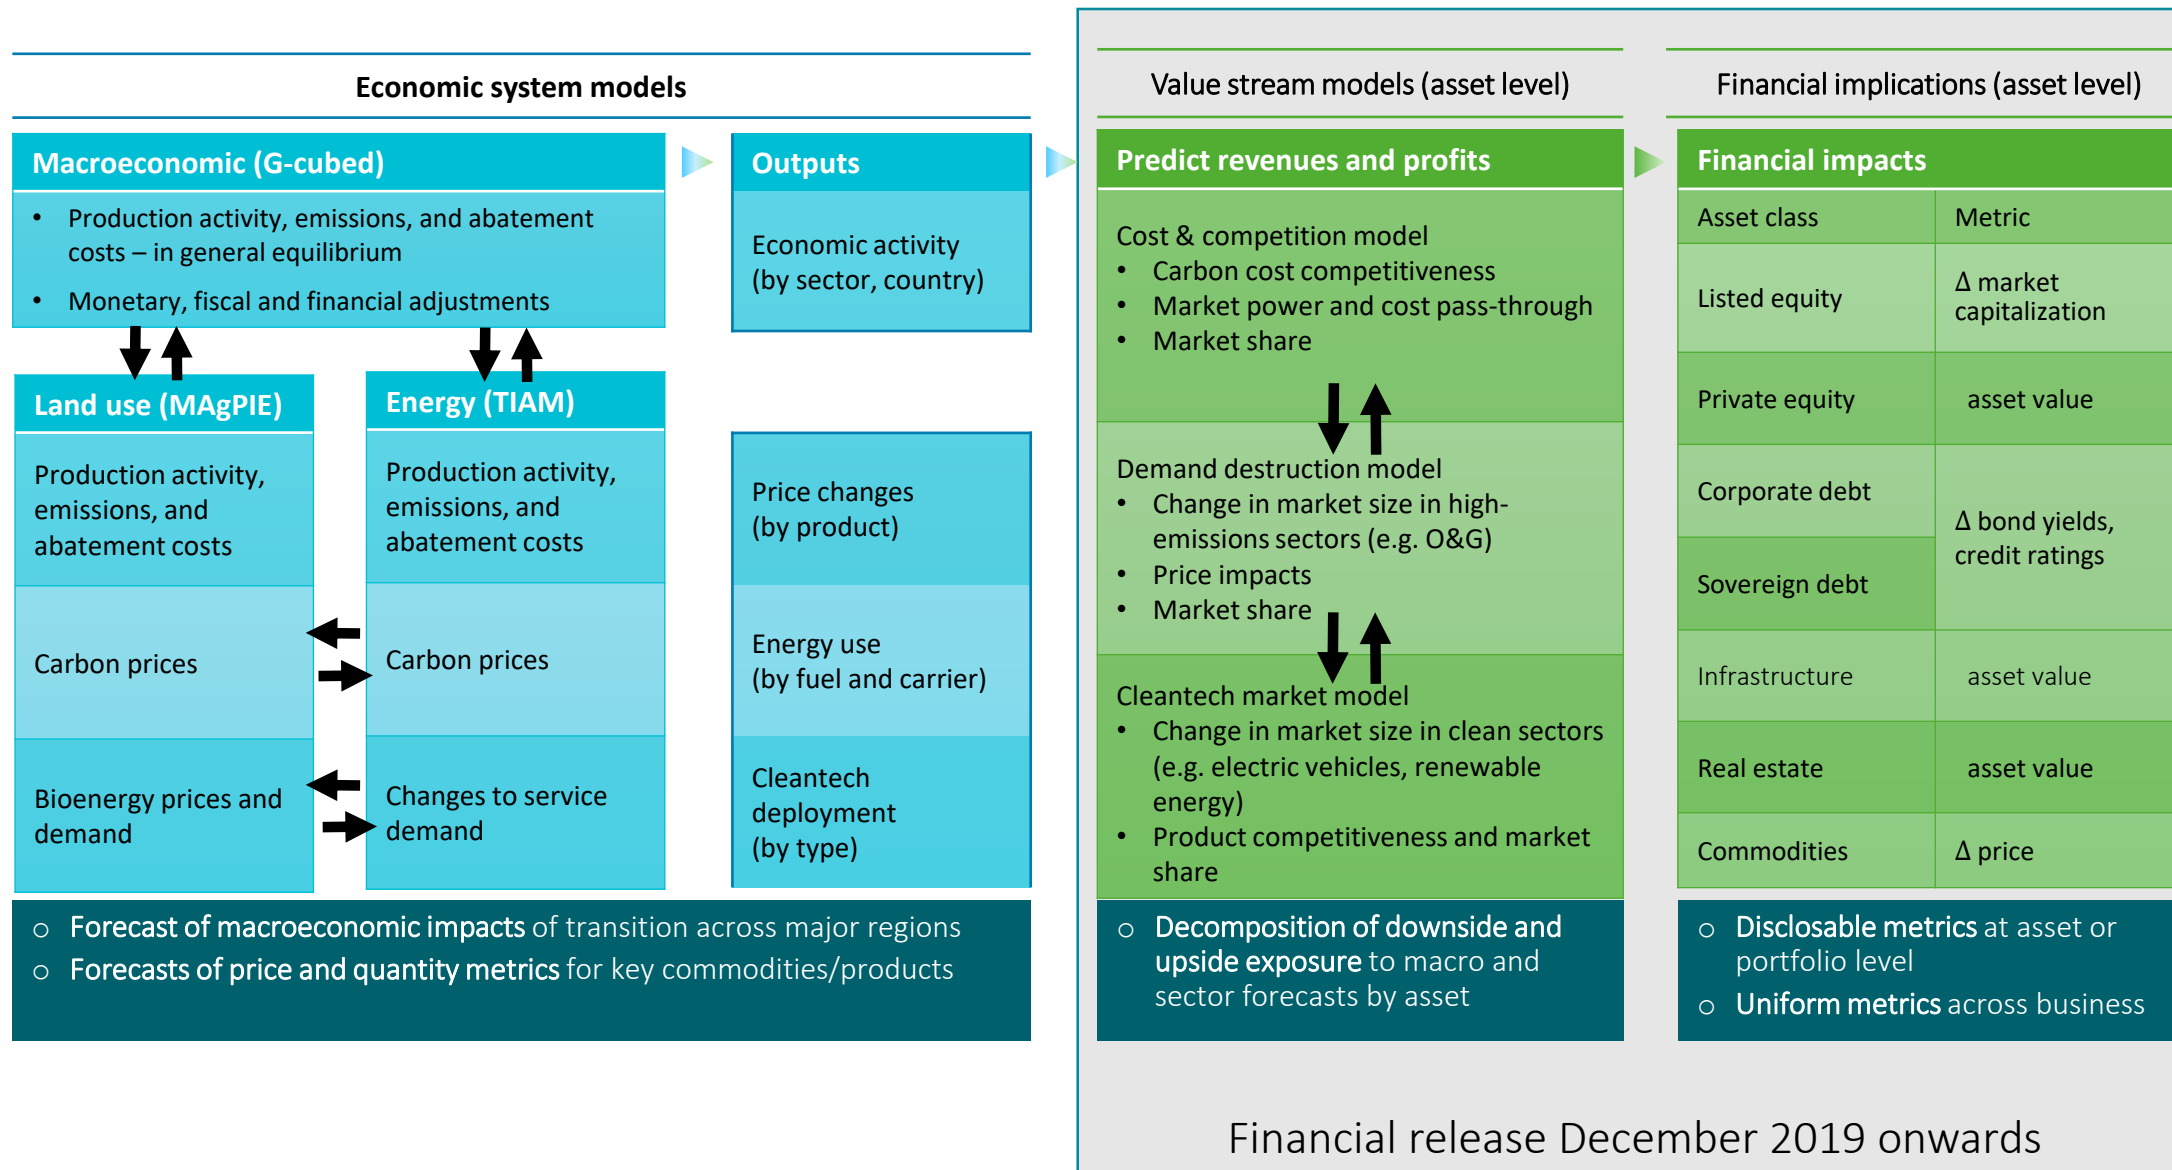 Economic system models
Macroeconomic (G-cubed)
• Production activity, emissions, and abatement
costs – in general equilibrium
• Monetary, fiscal and financial adjustments
Land use (MAgPIE)
Production activity,
emissions, and
abatement costs
Carbon prices
Bioenergy prices and
demand
Energy (TIAM)
Production activity,
emissions, and
abatement costs
Carbon prices
Changes to service
demand
Outputs
Economic activity
(by sector, country)
Price changes
(by product)
Energy use
(by fuel and carrier)
Cleantech
deployment
(by type)
o Forecast of macroeconomic impacts of transition across major regions
o Forecasts of price and quantity metrics for key commodities/products
Value stream models (asset level)
Predict revenues and profits
Cost & competition model
• Carbon cost competitiveness
• Market power and cost pass-through
• Market share
Demand destruction model
• Change in market size in high-
emissions sectors (e.g. O&G)
• Price impacts
• Market share
Cleantech market model
• Change in market size in clean sectors
(e.g. electric vehicles, renewable
energy)
• Product competitiveness and market
share
o Decomposition of downside and
upside exposure to macro and
sector forecasts by asset
Financial implications (asset level)
Financial impacts
Asset class Metric
Listed equity Δ market
capitalization
Private equity asset value
Corporate debt
Δ bond yields,
credit ratings
Sovereign debt
Infrastructure asset value
Real estate asset value
Commodities Δ price
o Disclosable metrics at asset or
portfolio level
o Uniform metrics across business
Financial release December 2019 onwards